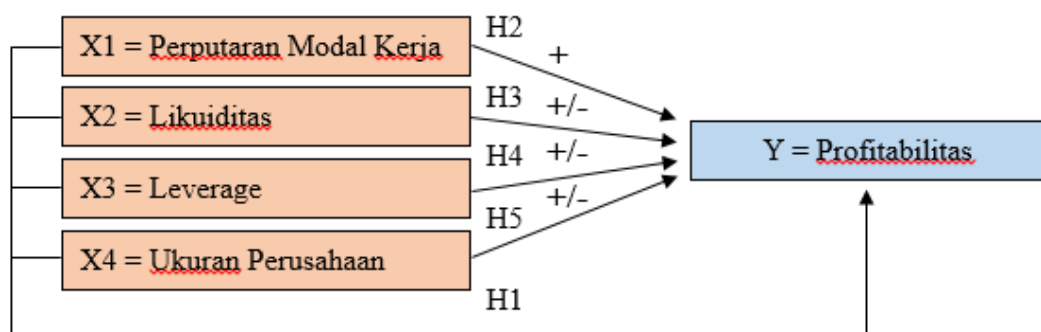 X1 = Perputaran Modal Kerja
H2
+
X2 = Likuiditas
H3
+/-
H4
+/-
Y = Profitabilitas
X3 = Leverage
H5
+/-
X4 = Ukuran Perusahaan
H1